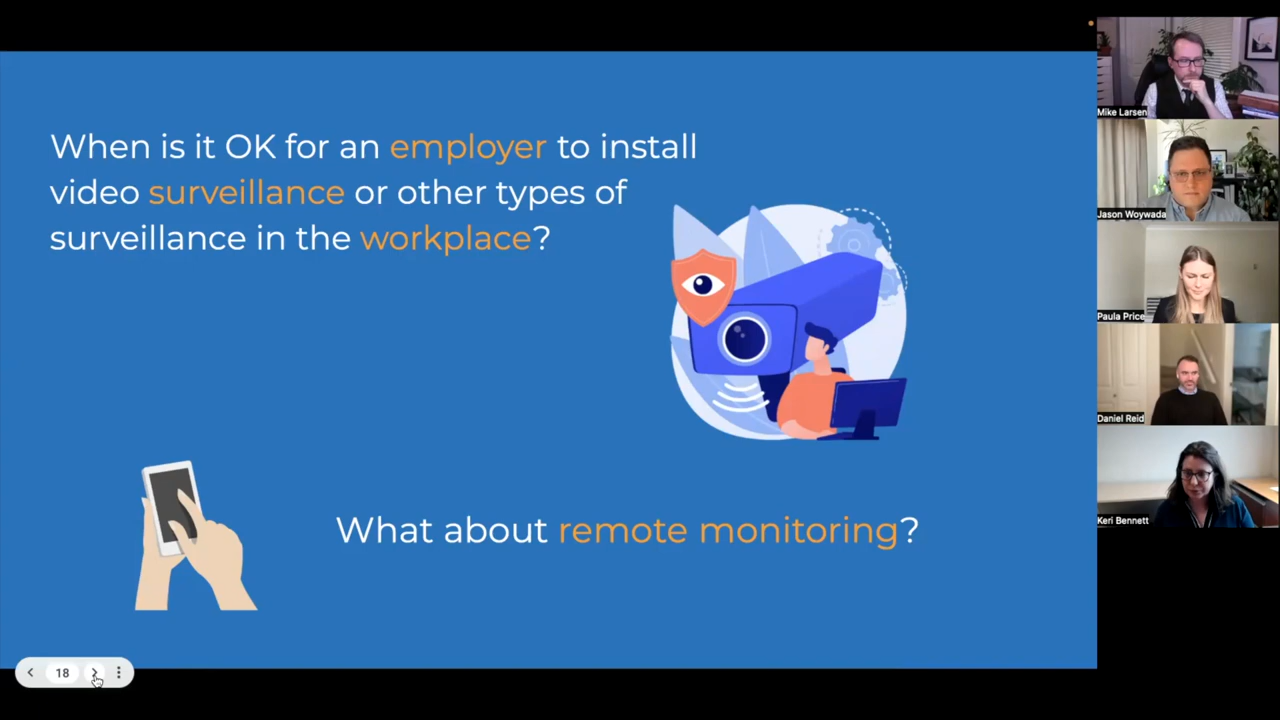 When is it OK for an employer to install
video surveillance or other types of
surveillance in the workplace?
What about remote monitoring?
18
Mike Larsen
Jason Woywada
Paula Price
Daniel Reid
Keri Bennett